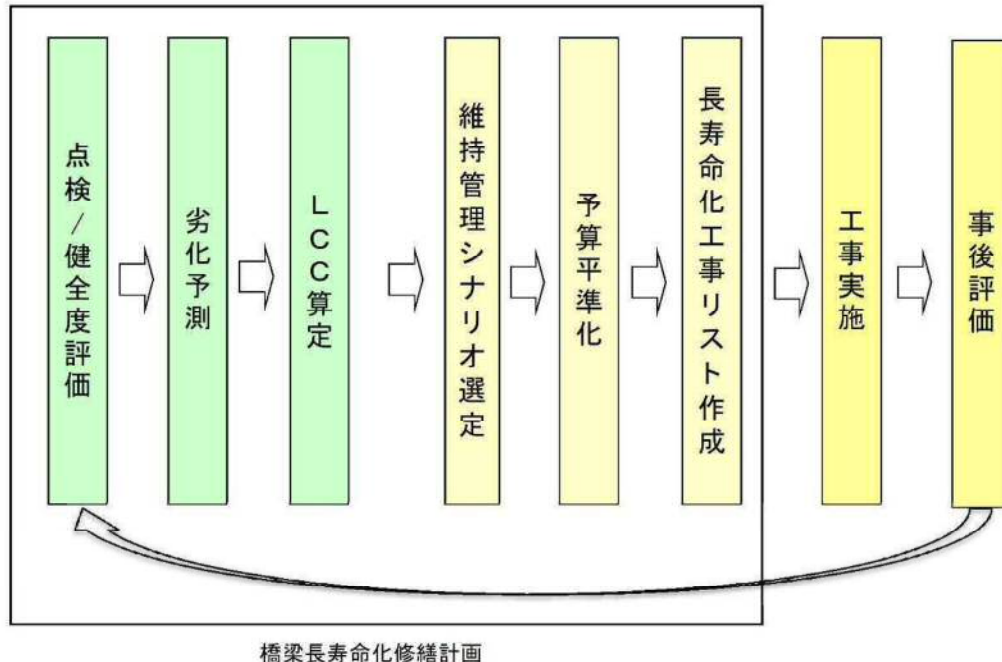 点検/健全度評価
劣化予測
LCC算定
維持管理シナリオ選定
予算平準化
長寿命化工事リスト作成
工事実施
事後評価
橋梁長寿命化修繕計画